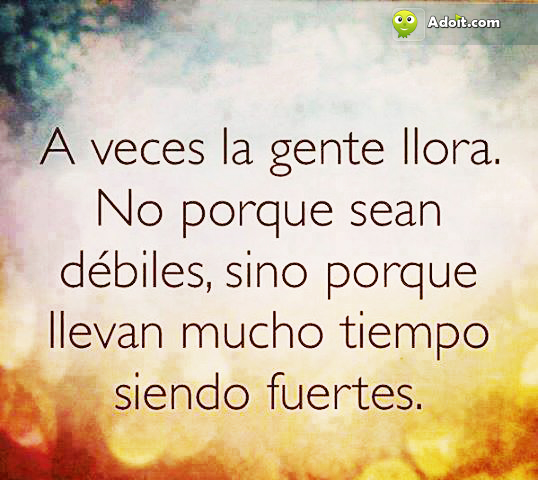 Adoit.com
A veces la gente llora.
No porque sean
débiles, sino porque
llevan mucho tiempo
siendo fuertes.